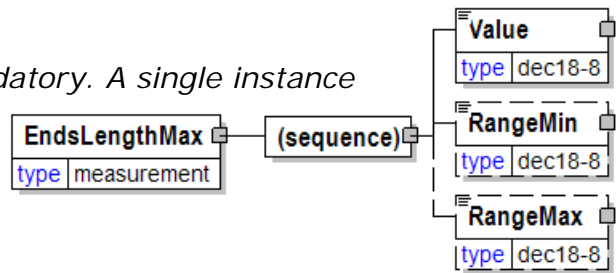 Value
type dec18-8
datory. A single instance
EndsLengthMax
type measurement
(sequence)
RangeMin
type dec18-8
RangeMax
type dec18-8